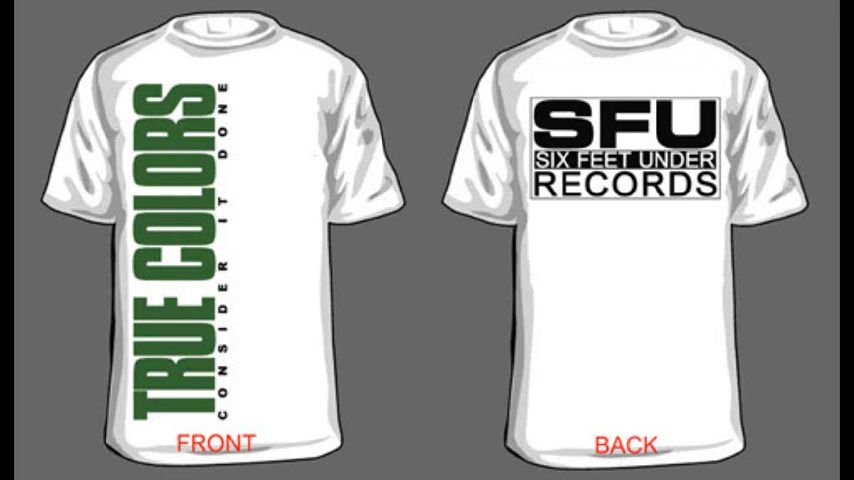 TRUE COLORS
CONSIDER IT DONE
FRONT
SFU
SIX FEET UNDER
RECORDS
BACK